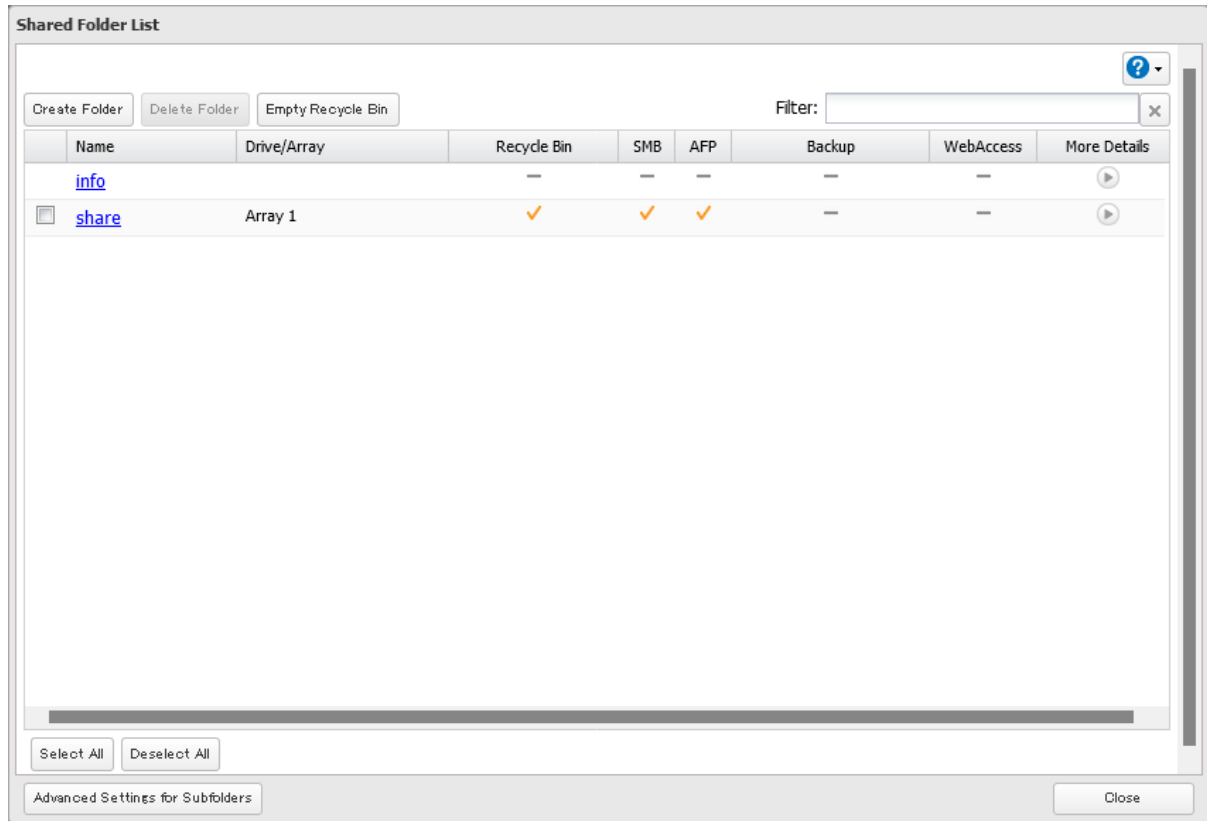 Shared Folder List
?
Create Folder Delete Folder Empty Recycle Bin Filter:
Name Drive/Array Recycle Bin SMB AFP Backup WebAccess More Details
info
share Array 1
Select All Deselect All
Advanced Settings for Subfolders Close